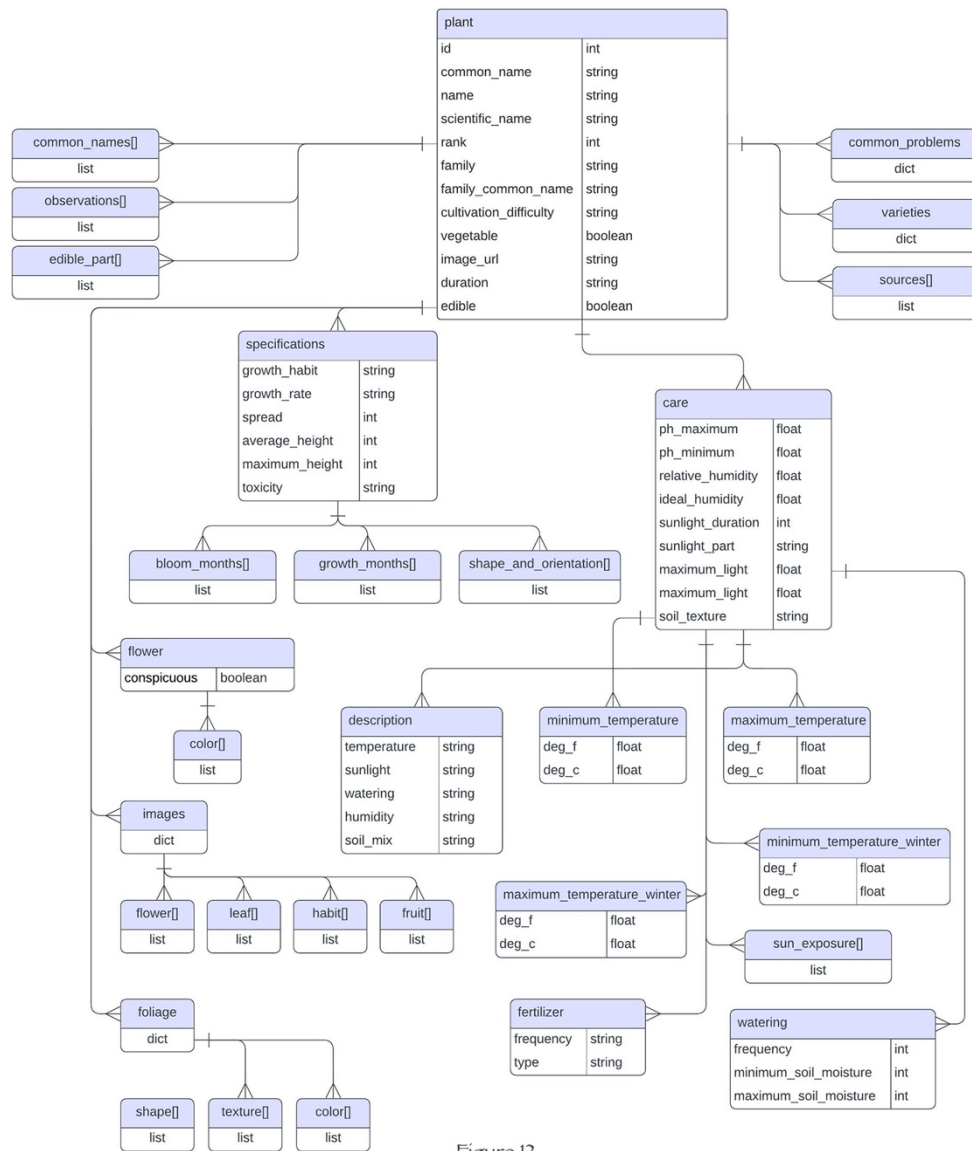 plant
id int
common_name string
name string
scientific_name string
rank int
family string
family_common_name string
cultivation_difficulty string
vegetable boolean
image_url string
duration string
edible boolean
common_names[]
list
observations[]
list
edible_part[]
list
common_problems
dict
varieties
dict
sources[]
list
specifications
growth_habit string
growth_rate string
spread int
average_height int
maximum_height int
toxicity string
bloom_months[]
list
growth_months[]
list
shape_and_orientation[]
list
care
ph_maximum float
ph_minimum float
relative_humidity float
ideal_humidity float
sunlight_duration int
sunlight_part string
maximum_light float
maximum_light float
soil_texture string
flower
conspicuous boolean
color[]
list
description
temperature string
sunlight string
watering string
humidity string
soil_mix string
minimum_temperature
deg_f float
deg_c float
maximum_temperature
deg_f float
deg_c float
images
dict
flower[]
list
leaf[]
list
habit[]
list
fruit[]
list
minimum_temperature_winter
deg_f float
deg_c float
maximum_temperature_winter
deg_f float
deg_c float
sun_exposure[]
list
foliage
dict
shape[]
list
texture[]
list
color[]
list
fertilizer
frequency string
type string
watering
frequency int
minimum_soil_moisture int
maximum_soil_moisture int
Figure 12